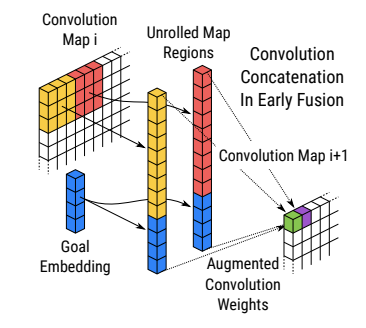 Convolution
Map i
Unrolled Map
Regions
Convolution
Concatenation
In Early Fusion
Convolution Map i+1
Goal
Embedding
Augmented
Convolution
Weights